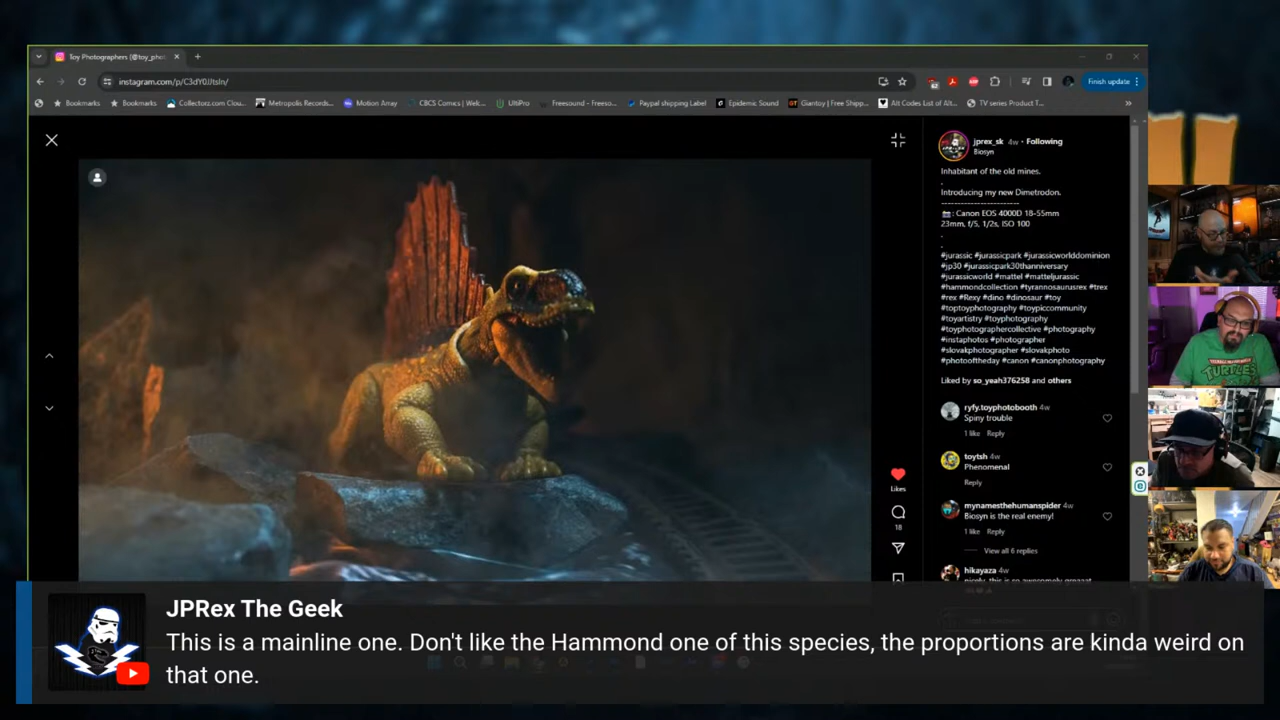 Toy Photographers (@toy_phot
instagram.com/p/C3dY0JJtsln/
Finish update
Bookmarks
Bookmarks
Collectorz.com Clou...
Metropolis Records...
Motion Array
CBCS Comics | Welc...
UltiPro
Freesound - Freeso...
Paypal shipping Label
Epidemic Sound
Giantoy | Free Shipp...
Alt Codes List of Alt...
TV series Product T...
jprex_sk 4w • Following
Biosyn
Inhabitant of the old mines.
.
Introducing my new Dimetrodon.
------------------------
📷: Canon EOS 4000D 18-55mm
23mm, f/5, 1/2s, ISO 100
.
.
#jurassic #jurassicpark #jurassicworlddominion
#jp30 #jurassicpark30thanniversary
#jurassicworld #mattel #matteljurassic
#hammondcollection #tyrannosaurusrex #trex
#rex #Rexy #dino #dinosaur #toy
#toptoyphotography #toypiccommunity
#toyartistry #toyphotography
#toyphotographercollective #photography
#instaphotos #photographer
#slovakphotographer #slovakphoto
#photooftheday #canon #canonphotography
Liked by so_yeah376258 and others
ryfy.toyphotobooth 4w
Spiny trouble
1 like Reply
toytsh 4w
Phenomenal
Reply
mynamesthehumanspider 4w
Biosyn is the real enemy!
1 like Reply
View all 6 replies
hikayaza 4w
Likes
18
TURTLES
JPRex The Geek
This is a mainline one. Don't like the Hammond one of this species, the proportions are kinda weird on
that one.